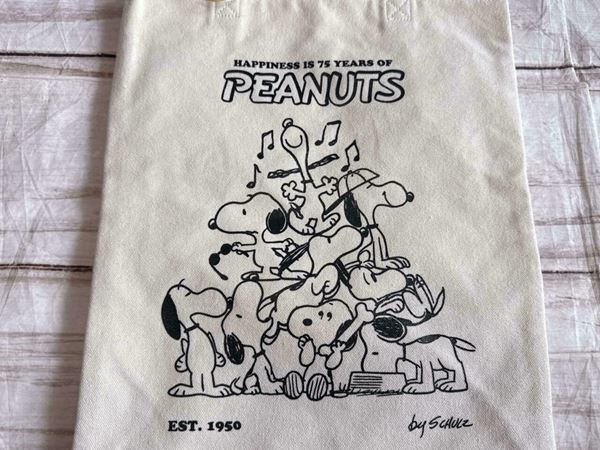 HAPPINESS IS 75 YEARS OF
PEANUTS
EST. 1950
by SCHULZ